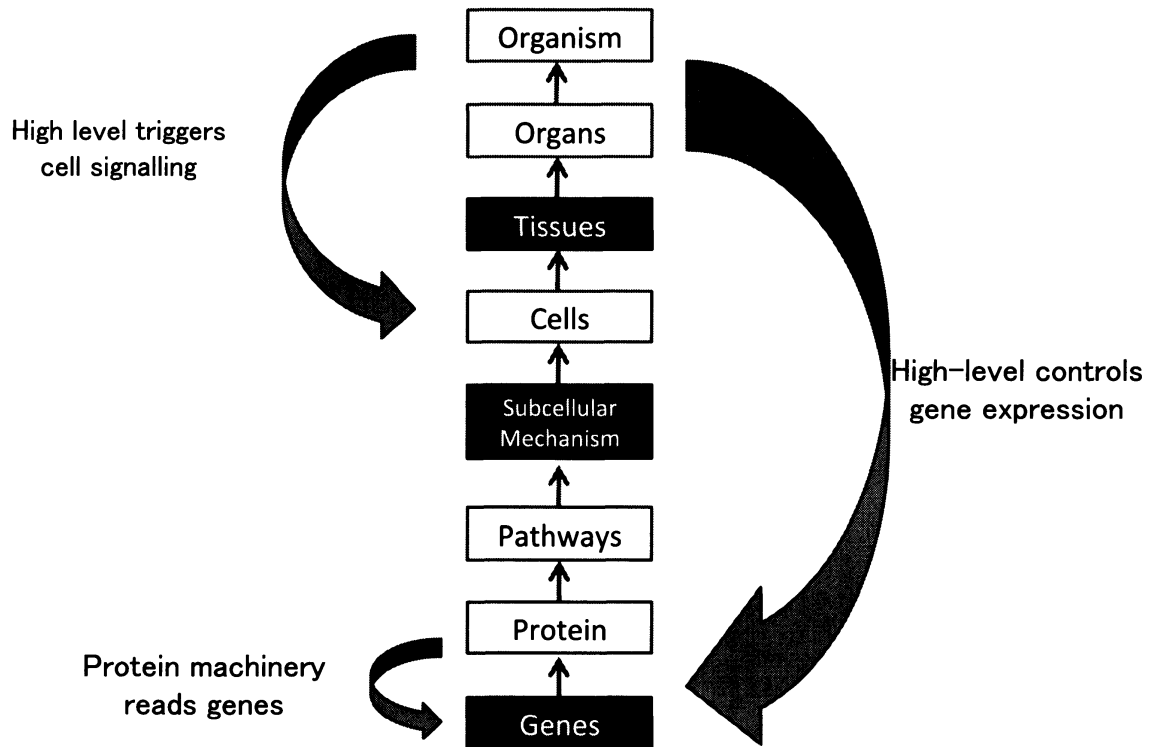 Organism
High level triggers
cell signalling
Organs
Tissues
Cells
High-level controls
gene expression
Subcellular
Mechanism
Pathways
Protein
Protein machinery
reads genes
Genes